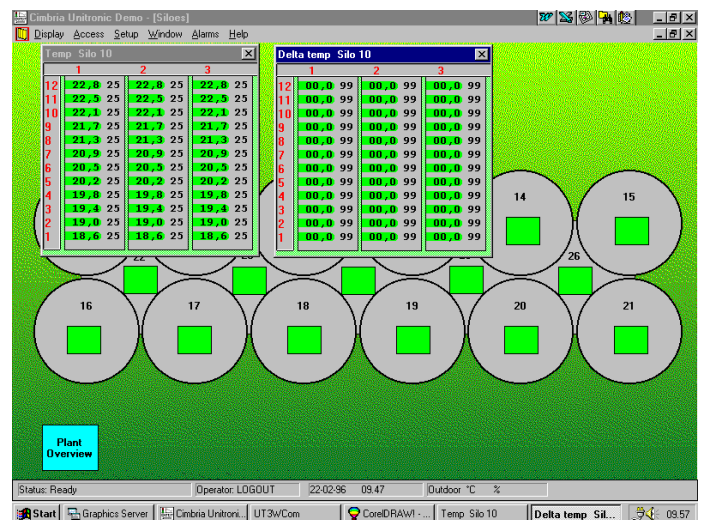 Cimbria Unitronic Demo - [Siloes]
Display Access Setup Window Alarms Help
Temp Silo 10
1 2 3
12 22,8 25 22,8 25 22,8 25
11 22,5 25 22,5 25 22,5 25
10 22,1 25 22,1 25 22,1 25
9 21,7 25 21,7 25 21,7 25
8 21,3 25 21,3 25 21,3 25
7 20,9 25 20,9 25 20,9 25
6 20,5 25 20,5 25 20,5 25
5 20,2 25 20,2 25 20,2 25
4 19,8 25 19,8 25 19,8 25
3 19,4 25 19,4 25 19,4 25
2 19,0 25 19,0 25 19,0 25
1 18,6 25 18,6 25 18,6 25
Delta temp Silo 10
1 2 3
12 00,0 99 00,0 99 00,0 99
11 00,0 99 00,0 99 00,0 99
10 00,0 99 00,0 99 00,0 99
9 00,0 99 00,0 99 00,0 99
8 00,0 99 00,0 99 00,0 99
7 00,0 99 00,0 99 00,0 99
6 00,0 99 00,0 99 00,0 99
5 00,0 99 00,0 99 00,0 99
4 00,0 99 00,0 99 00,0 99
3 00,0 99 00,0 99 00,0 99
2 00,0 99 00,0 99 00,0 99
1 00,0 99 00,0 99 00,0 99
14 15
22 26
16 17 18 19 20 21
Plant
Overview
Status: Ready Operator: LOGOUT 22-02-96 09.47 Outdoor °C %
Start Graphics Server Cimbria Unitroni... UT3WCom CorelDRAW! - ... Temp Silo 10 Delta temp Sil... 09.57